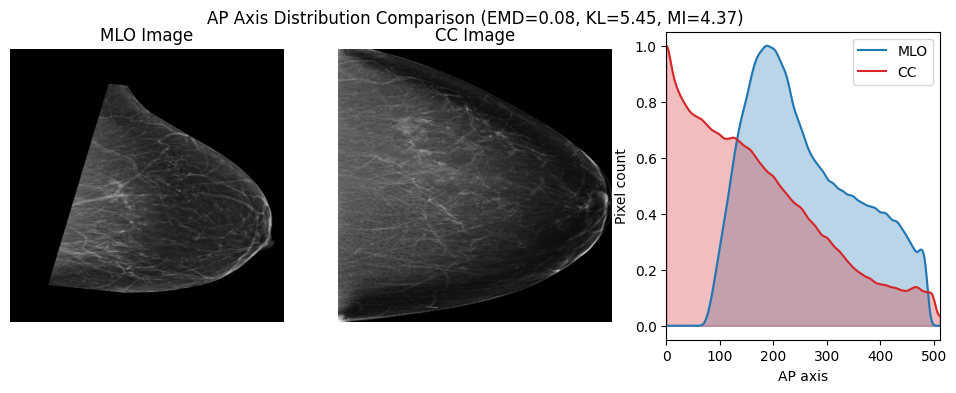 AP Axis Distribution Comparison (EMD=0.08, KL=5.45, MI=4.37)
MLO Image
CC Image
MLO
CC
Pixel count
1.0
0.8
0.6
0.4
0.2
0.0
0 100 200 300 400 500
AP axis